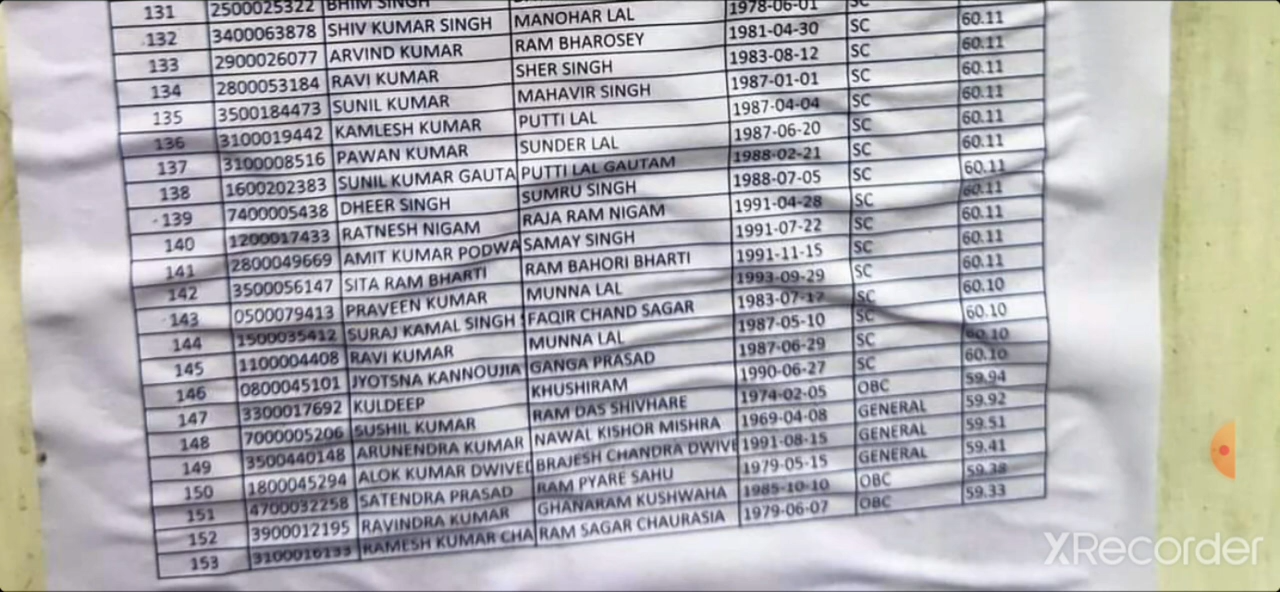 131 2500025322 BHIM SINGH
132 3400063878 SHIV KUMAR SINGH MANOHAR LAL 1978-06-01 SC
133 2900026077 ARVIND KUMAR RAM BHAROSEY 1981-04-30 SC 60.11
134 2800053184 RAVI KUMAR SHER SINGH 1983-08-12 SC 60.11
135 3500184473 SUNIL KUMAR MAHAVIR SINGH 1987-01-01 SC 60.11
136 3100019442 KAMLESH KUMAR PUTTI LAL 1987-04-04 SC 60.11
137 3100008516 PAWAN KUMAR SUNDER LAL 1987-06-20 SC 60.11
138 1600202383 SUNIL KUMAR GAUTA PUTTI LAL GAUTAM 1988-02-21 SC 60.11
139 7400005438 DHEER SINGH SUMRU SINGH 1988-07-05 SC 60.11
140 1200017433 RATNESH NIGAM RAJA RAM NIGAM 1991-04-28 SC 60.11
141 2800049669 AMIT KUMAR PODWA SAMAY SINGH 1991-07-22 SC 60.11
142 3500056147 SITA RAM BHARTI RAM BAHORI BHARTI 1991-11-15 SC 60.11
143 0500079413 PRAVEEN KUMAR MUNNA LAL 1993-09-29 SC 60.11
144 1500035412 SURAJ KAMAL SINGH FAQIR CHAND SAGAR 1983-07-17 SC 60.10
145 1100004408 RAVI KUMAR MUNNA LAL 1987-05-10 SC 60.10
146 0800045101 JYOTSNA KANNOUJIA GANGA PRASAD 1987-06-29 SC 60.10
147 3300017692 KULDEEP KHUSHIRAM 1990-06-27 SC 60.10
148 7000005206 SUSHIL KUMAR RAM DAS SHIVHARE 1974-02-05 OBC 59.94
149 3500440148 ARUNENDRA KUMAR NAWAL KISHOR MISHRA 1969-04-08 GENERAL 59.92
150 1800045294 ALOK KUMAR DWIVED BRAJESH CHANDRA DWIVE 1991-08-15 GENERAL 59.51
151 4700032258 SATENDRA PRASAD RAM PYARE SAHU 1979-05-15 GENERAL 59.41
152 3900012195 RAVINDRA KUMAR GHANARAM KUSHWAHA 1985-10-10 OBC 59.38
153 3100016133 RAMESH KUMAR CHA RAM SAGAR CHAURASIA 1979-06-07 OBC 59.33
XRecorder